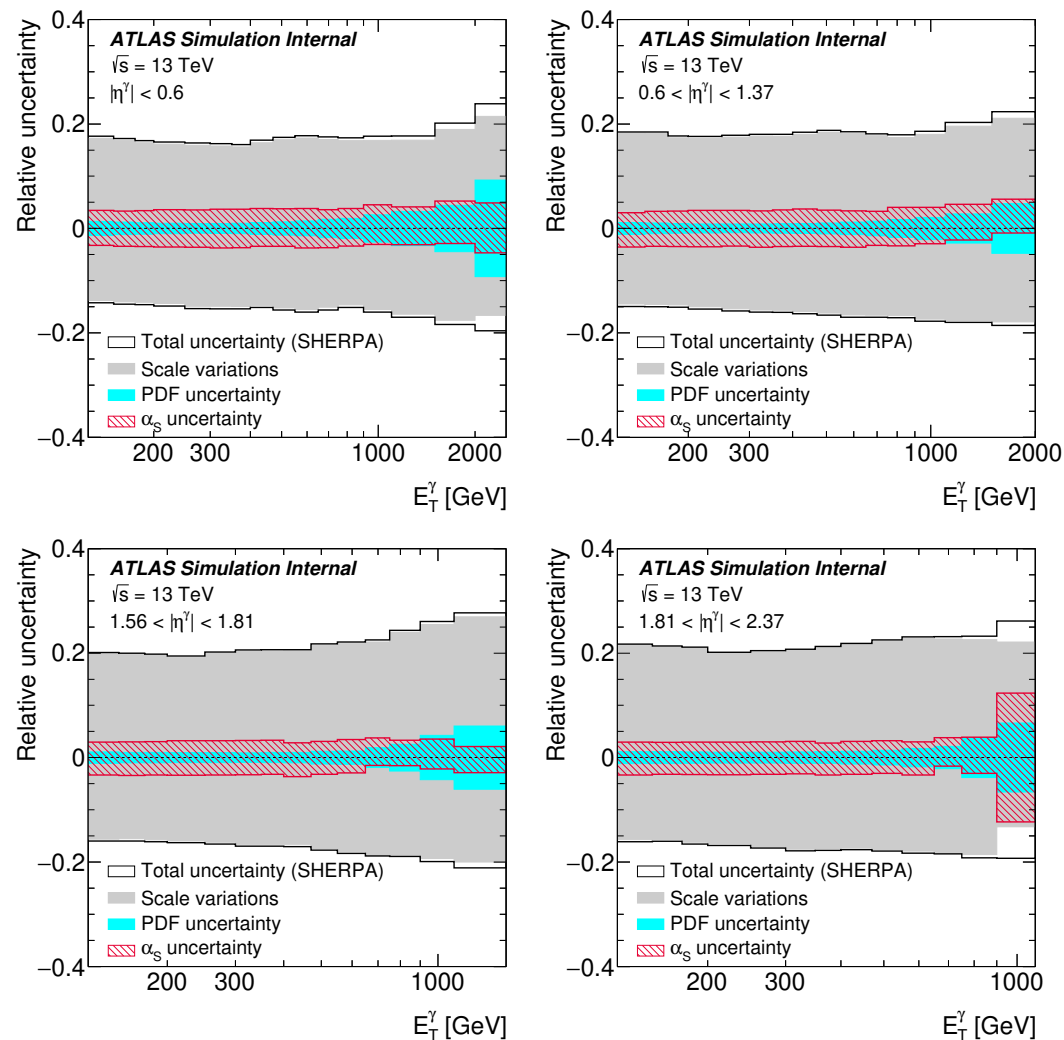 0.4
0.2
0
−0.2
−0.4
Relative uncertainty
ATLAS Simulation Internal
√s = 13 TeV
|η^γ| < 0.6
Total uncertainty (SHERPA)
Scale variations
PDF uncertainty
α_S uncertainty
200 300 1000 2000
E_T^γ [GeV]
0.4
0.2
0
−0.2
−0.4
Relative uncertainty
ATLAS Simulation Internal
√s = 13 TeV
0.6 < |η^γ| < 1.37
Total uncertainty (SHERPA)
Scale variations
PDF uncertainty
α_S uncertainty
200 300 1000 2000
E_T^γ [GeV]
0.4
0.2
0
−0.2
−0.4
Relative uncertainty
ATLAS Simulation Internal
√s = 13 TeV
1.56 < |η^γ| < 1.81
Total uncertainty (SHERPA)
Scale variations
PDF uncertainty
α_S uncertainty
200 300 1000
E_T^γ [GeV]
0.4
0.2
0
−0.2
−0.4
Relative uncertainty
ATLAS Simulation Internal
√s = 13 TeV
1.81 < |η^γ| < 2.37
Total uncertainty (SHERPA)
Scale variations
PDF uncertainty
α_S uncertainty
200 300 1000
E_T^γ [GeV]